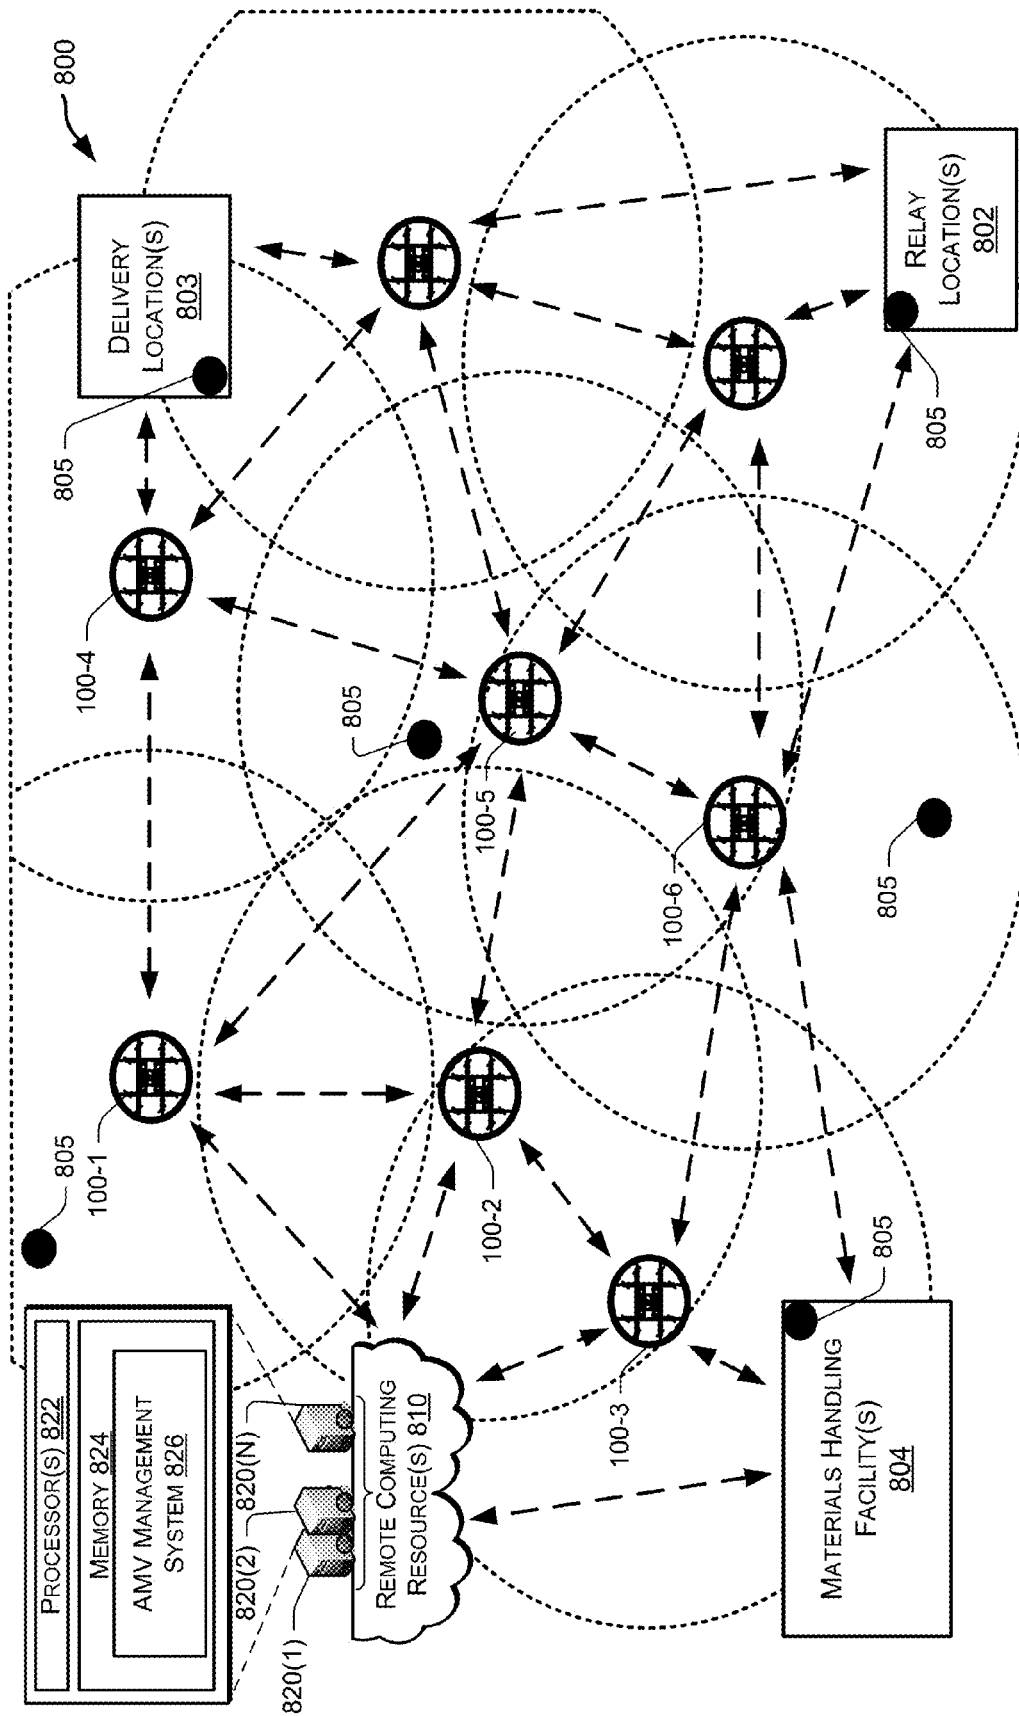 800
PROCESSOR(S) 822
MEMORY 824
AMV MANAGEMENT
SYSTEM 826
805
100-1
100-4
805
DELIVERY
LOCATION(S)
803
820(1)
820(2)
820(N)
REMOTE COMPUTING
RESOURCE(S) 810
805
100-2
100-5
100-3
100-6
MATERIALS HANDLING
FACILITY(S)
804
805
805
805
RELAY
LOCATION(S)
802